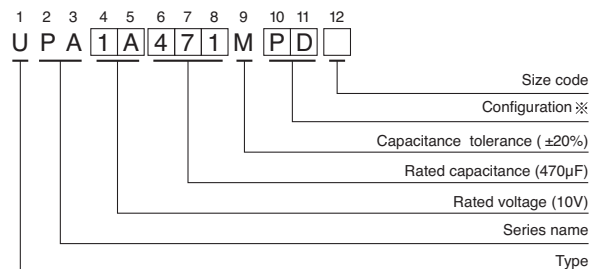 1 2 3 4 5 6 7 8 9 10 11 12
U P A 1 A 4 7 1 M P D
Size code
Configuration ※
Capacitance tolerance ( ±20%)
Rated capacitance (470µF)
Rated voltage (10V)
Series name
Type